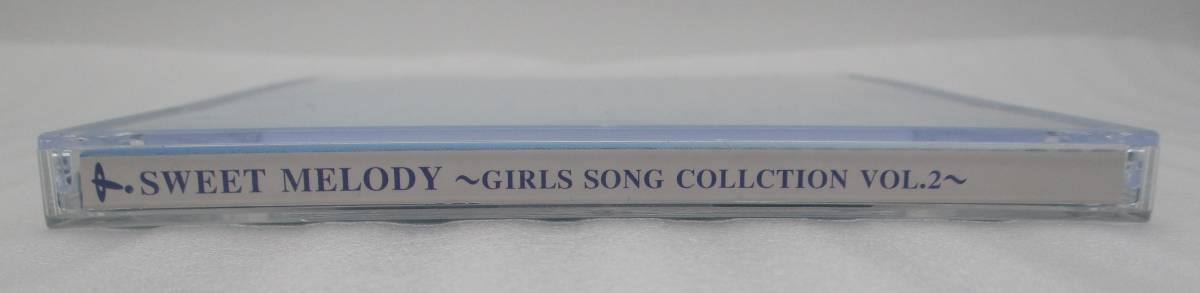 SWEET MELODY ~GIRLS SONG COLLCTION VOL.2~